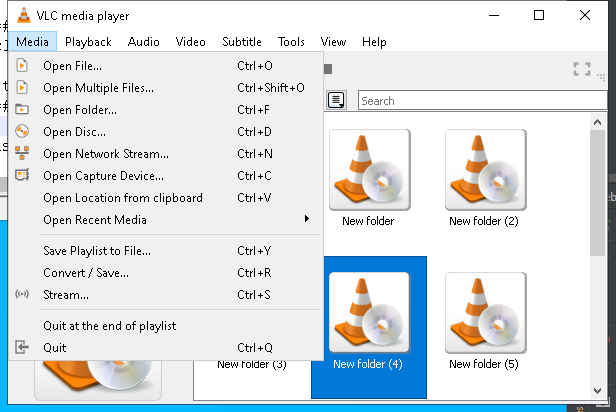 VLC media player
Media Playback Audio Video Subtitle Tools View Help
Open File... Ctrl+O
Open Multiple Files... Ctrl+Shift+O
Open Folder... Ctrl+F
Open Disc... Ctrl+D
Open Network Stream... Ctrl+N
Open Capture Device... Ctrl+C
Open Location from clipboard Ctrl+V
Open Recent Media
Save Playlist to File... Ctrl+Y
Convert / Save... Ctrl+R
Stream... Ctrl+S
Quit at the end of playlist
Quit Ctrl+Q
Search
New folder New folder (2)
New folder (3) New folder (4) New folder (5)